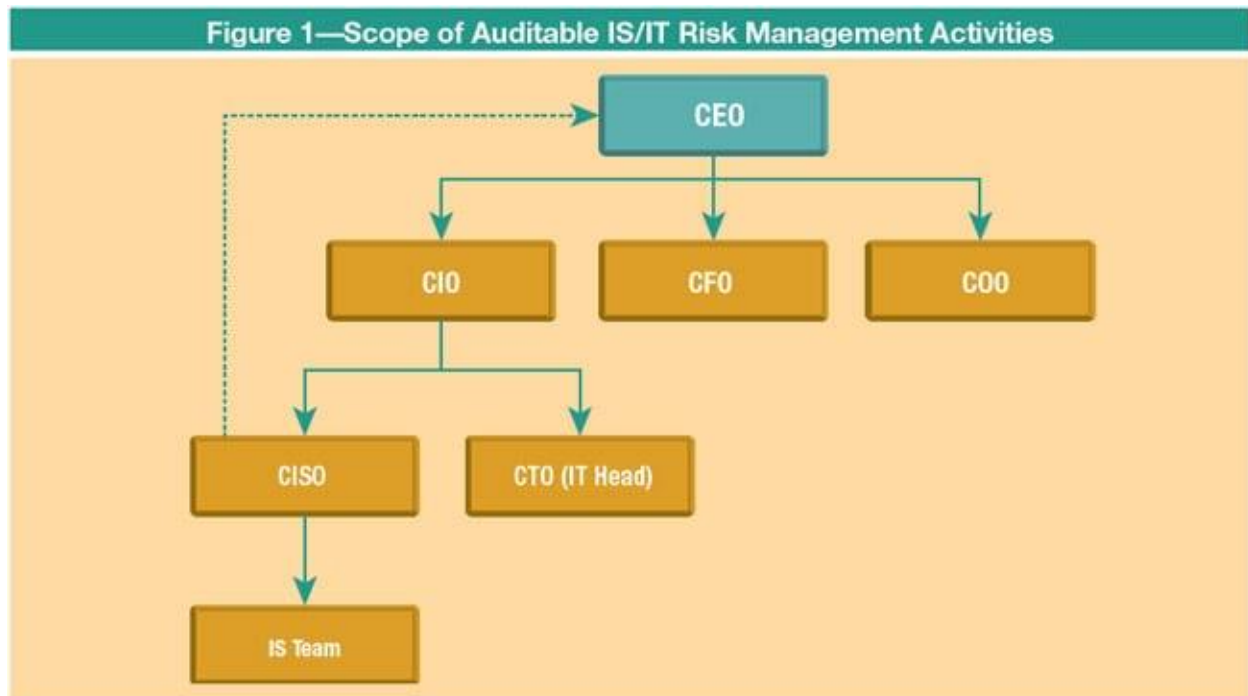 Figure 1—Scope of Auditable IS/IT Risk Management Activities
CEO
CIO
CFO
COO
CISO
CTO (IT Head)
IS Team